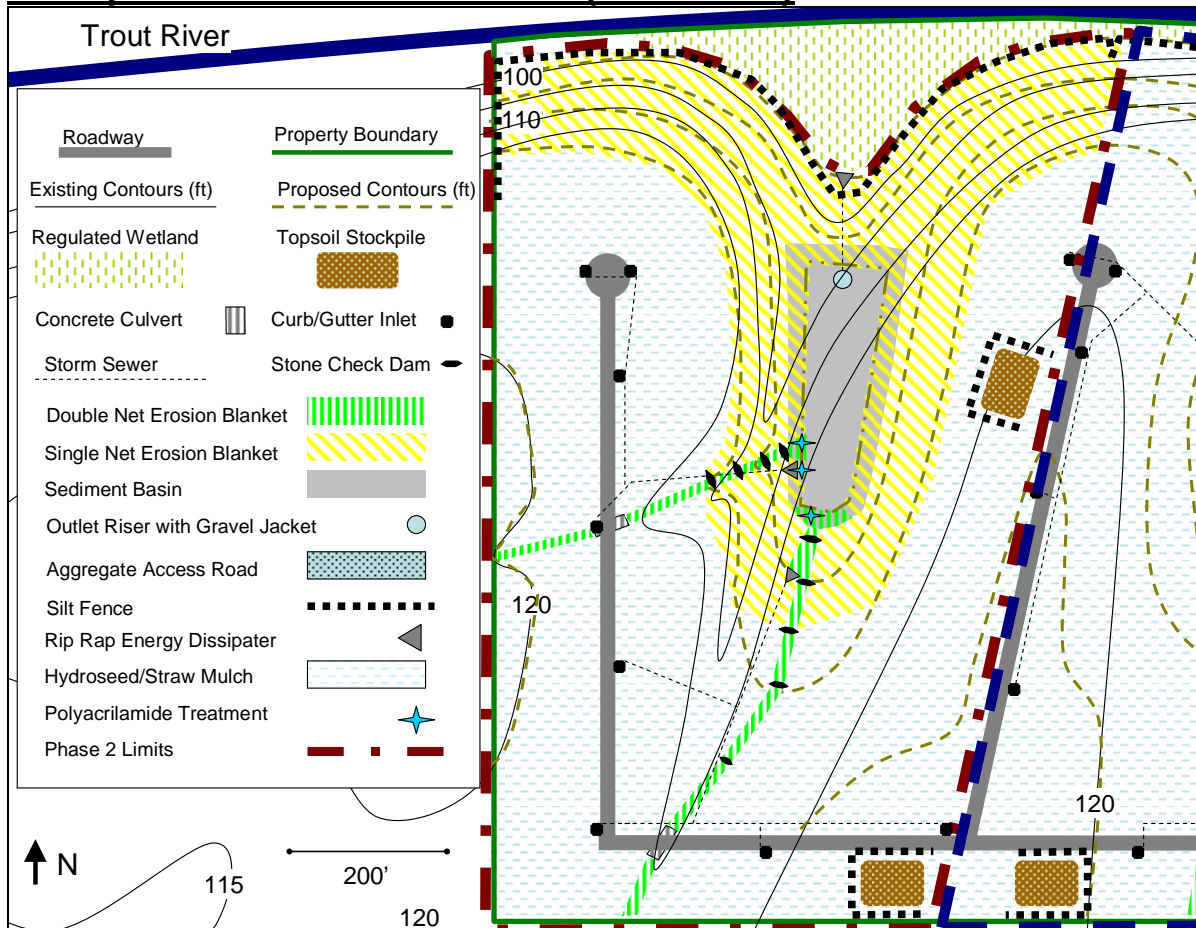 Trout River
100
110
Roadway
Property Boundary
Existing Contours (ft)
Proposed Contours (ft)
Regulated Wetland
Topsoil Stockpile
Concrete Culvert
Curb/Gutter Inlet
Storm Sewer
Stone Check Dam
Double Net Erosion Blanket
Single Net Erosion Blanket
Sediment Basin
Outlet Riser with Gravel Jacket
Aggregate Access Road
Silt Fence
Rip Rap Energy Dissipater
Hydroseed/Straw Mulch
Polyacrilamide Treatment
Phase 2 Limits
120
120
N
200’
115
120